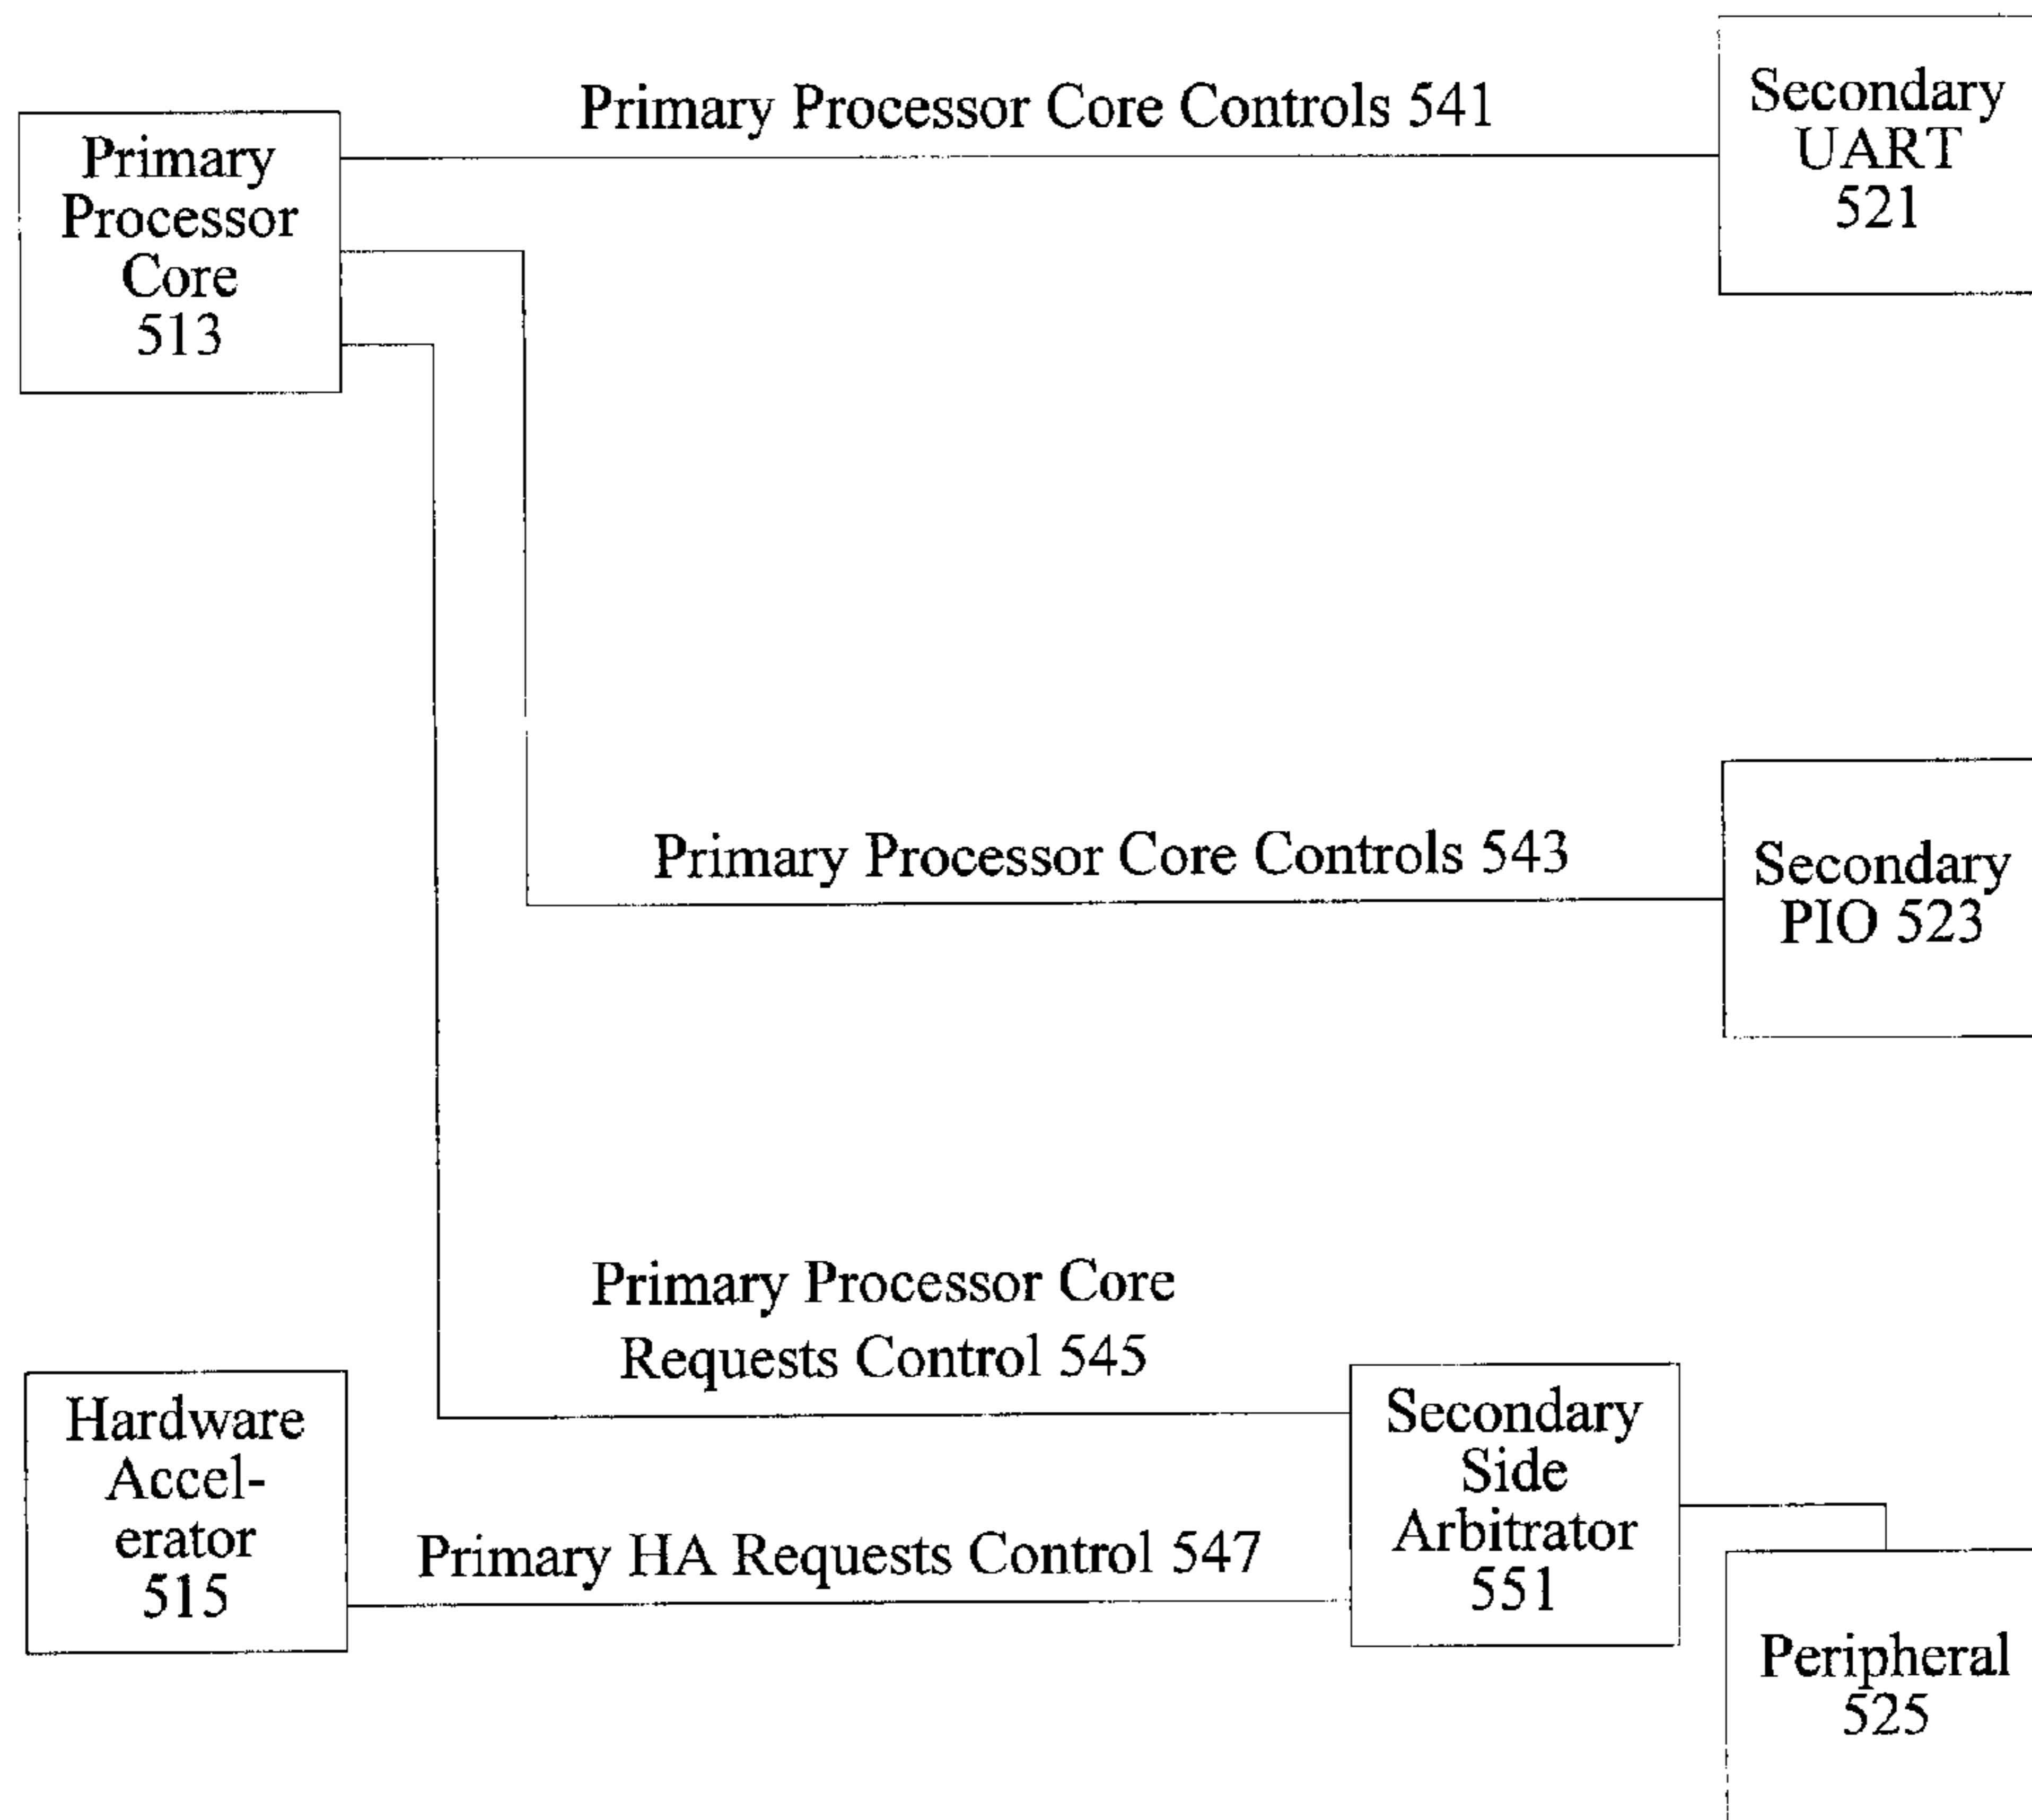 Primary Processor Core Controls 541
Secondary
UART
521
Primary
Processor
Core
513
Primary Processor Core Controls 543
Secondary
PIO 523
Primary Processor Core
Requests Control 545
Hardware
Accel-
erator
515
Primary HA Requests Control 547
Secondary
Side
Arbitrator
551
Peripheral
525